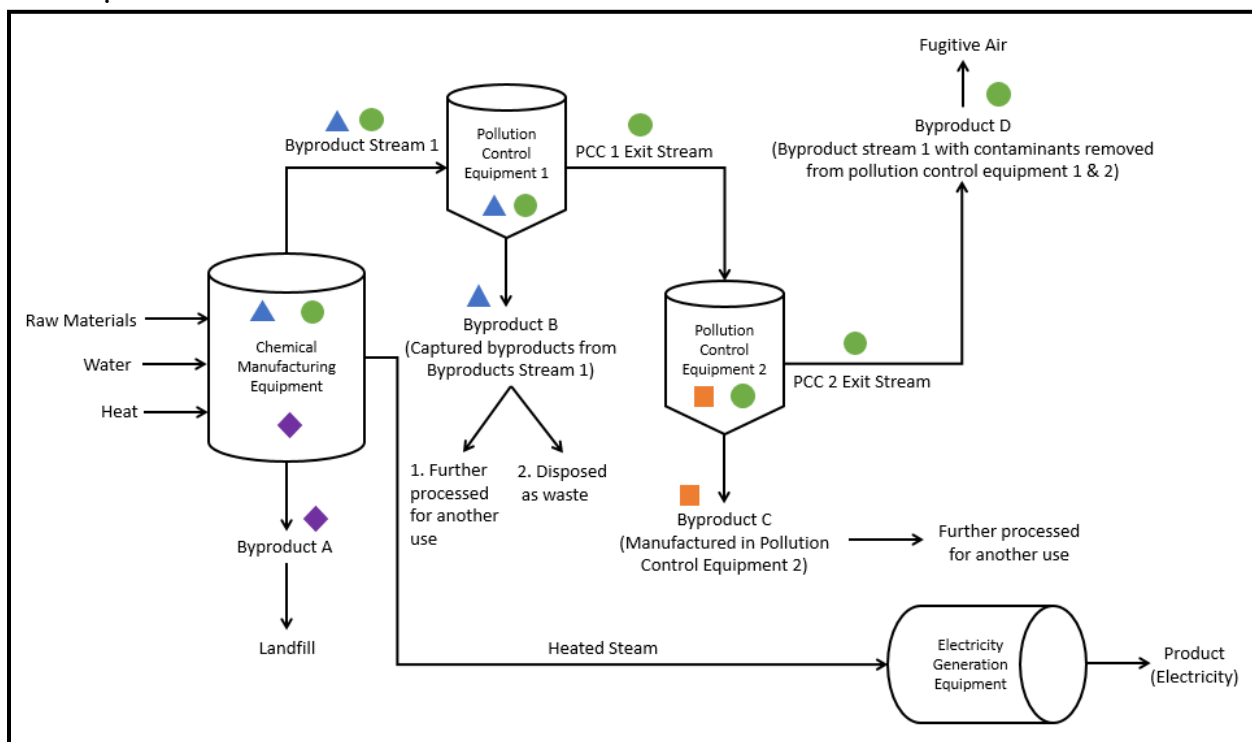 Fugitive Air
Byproduct D
(Byproduct stream 1 with contaminants removed
from pollution control equipment 1 & 2)
Byproduct Stream 1
Pollution
Control
Equipment 1
PCC 1 Exit Stream
Raw Materials
Water
Heat
Chemical
Manufacturing
Equipment
Byproduct B
(Captured byproducts from
Byproducts Stream 1)
1. Further
processed
for another
use
2. Disposed
as waste
Pollution
Control
Equipment 2
PCC 2 Exit Stream
Byproduct C
(Manufactured in Pollution
Control Equipment 2)
Further processed
for another use
Byproduct A
Landfill
Heated Steam
Electricity
Generation
Equipment
Product
(Electricity)